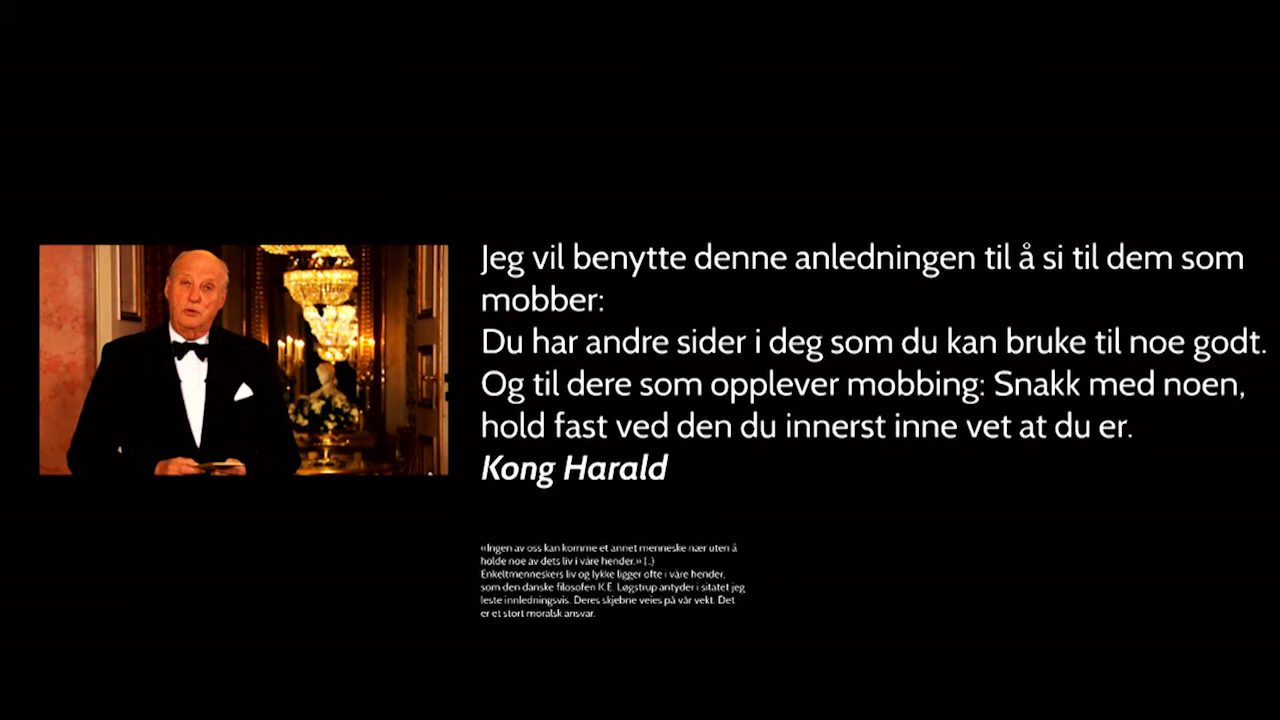 Jeg vil benytte denne anledningen til å si til dem som
mobber:
Du har andre sider i deg som du kan bruke til noe godt.
Og til dere som opplever mobbing: Snakk med noen,
hold fast ved den du innerst inne vet at du er.
Kong Harald
«Ingen av oss kan komme et annet menneske nær uten å
holde noe av dets liv i våre hender.» (..)
Enkeltmenneskers liv og lykke ligger ofte i våre hender,
som den danske filosofen K.E. Løgstrup antyder i sitatet jeg
leste innledningsvis. Deres skjebne veies på vår vekt. Det
er et stort moralsk ansvar.